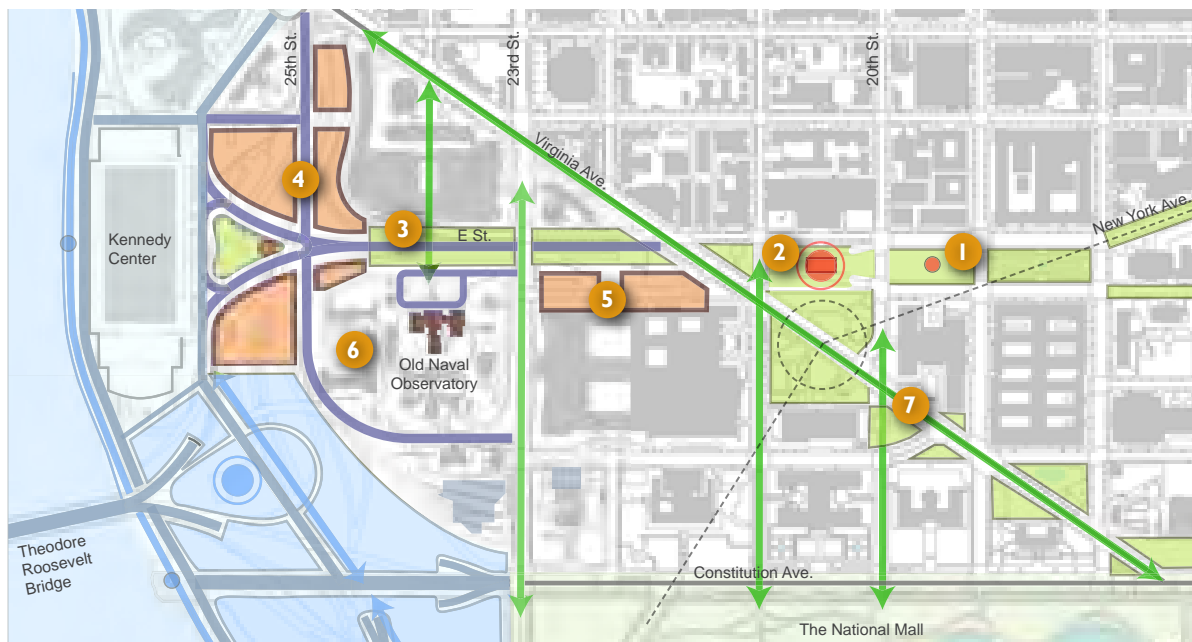 25th St.
23rd St.
20th St.
Virginia Ave.
New York Ave.
4
3
E St.
2
1
Kennedy
Center
5
6
Old Naval
Observatory
7
Theodore
Roosevelt
Bridge
Constitution Ave.
The National Mall